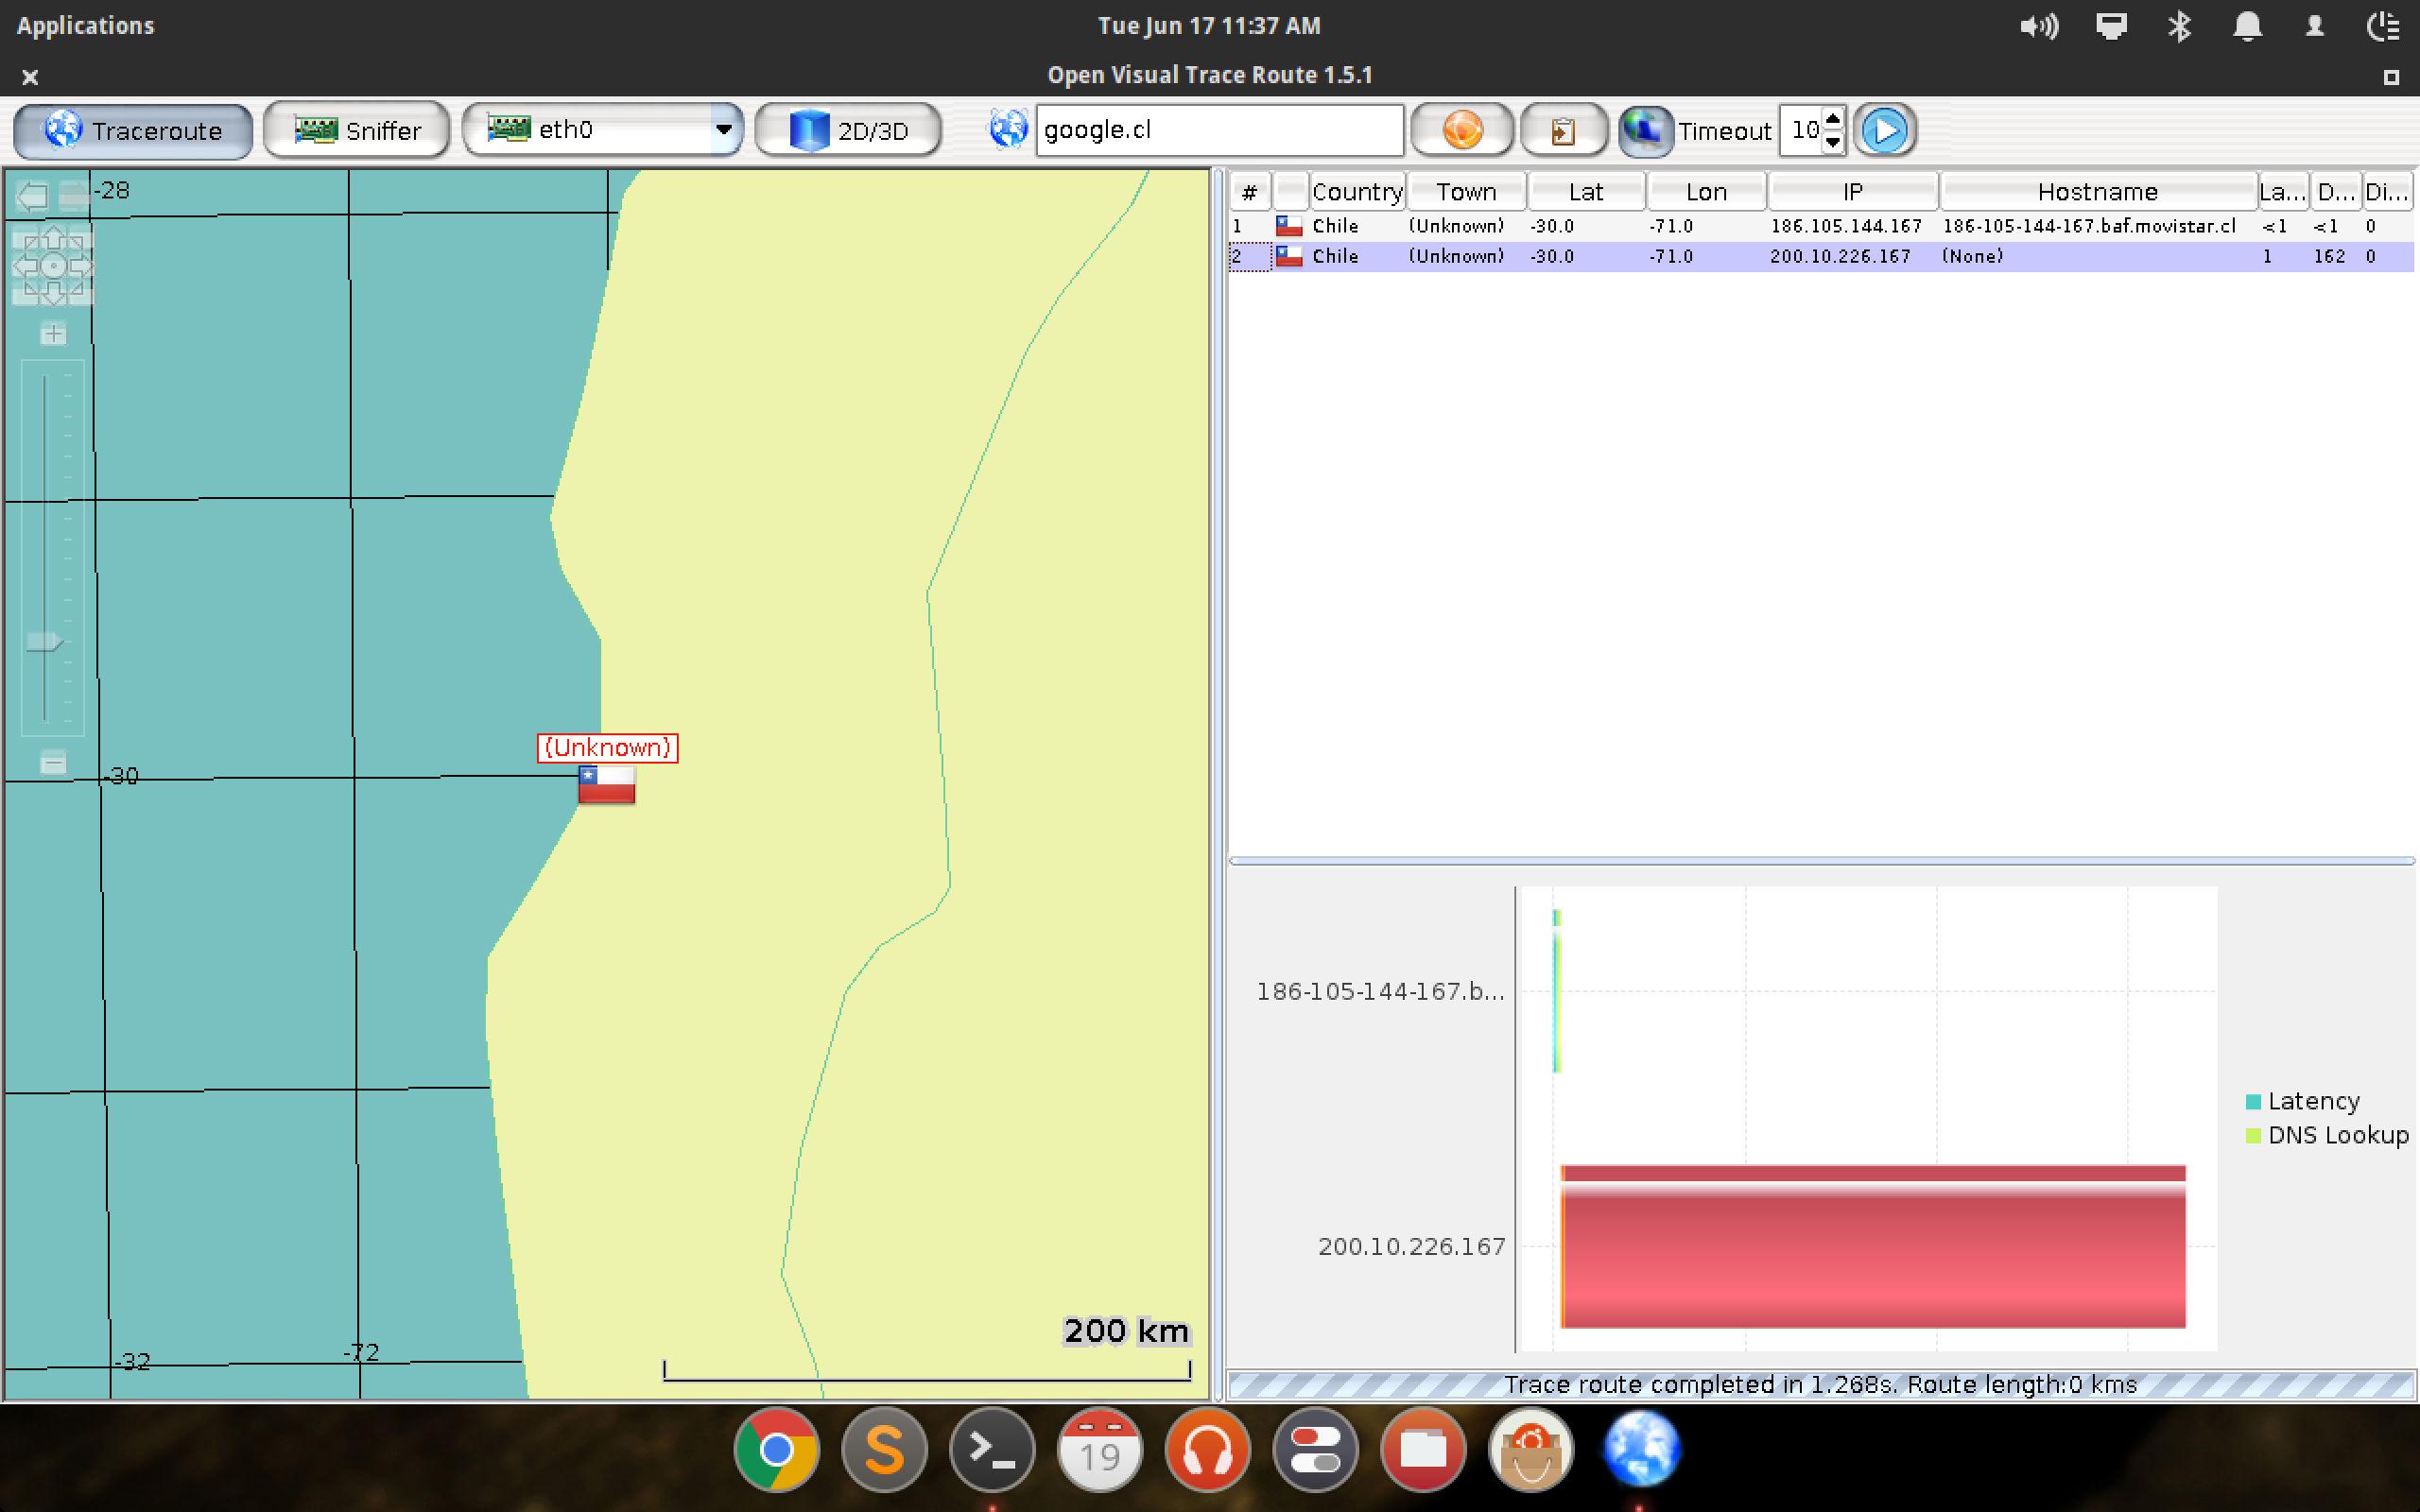 Applications
Tue Jun 17 11:37 AM
Open Visual Trace Route 1.5.1
Traceroute
Sniffer
eth0
2D/3D
google.cl
Timeout
10
-28
-30
-32
-72
(Unknown)
200 km
# Country Town Lat Lon IP Hostname La... D... Di...
1 Chile (Unknown) -30.0 -71.0 186.105.144.167 186-105-144-167.baf.movistar.cl <1 <1 0
2 Chile (Unknown) -30.0 -71.0 200.10.226.167 (None) 1 162 0
186-105-144-167.b...
200.10.226.167
Latency
DNS Lookup
Trace route completed in 1.268s. Route length:0 kms
S
19